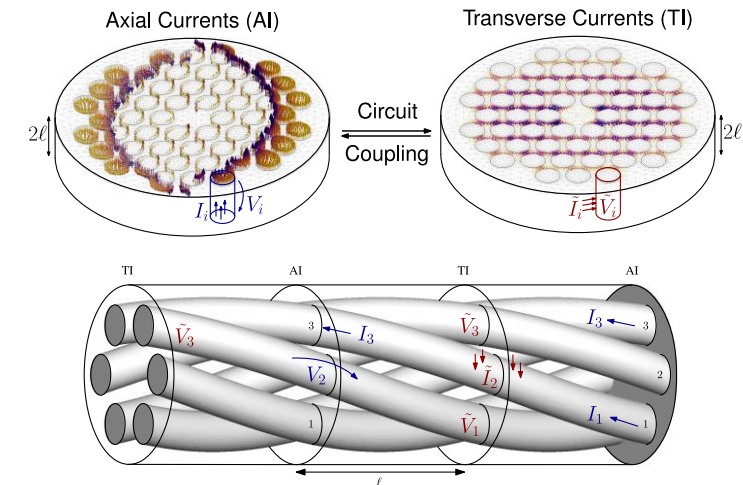 Axial Currents (AI)
Transverse Currents (TI)
2ℓ
Circuit
Coupling
2ℓ
I_i
V_i
Ĩ_i
Ṽ_i
TI
AI
TI
AI
Ṽ_3
3
I_3
Ṽ_3
I_3
3
V_2
Ĩ_2
2
1
Ṽ_1
I_1
1
ℓ